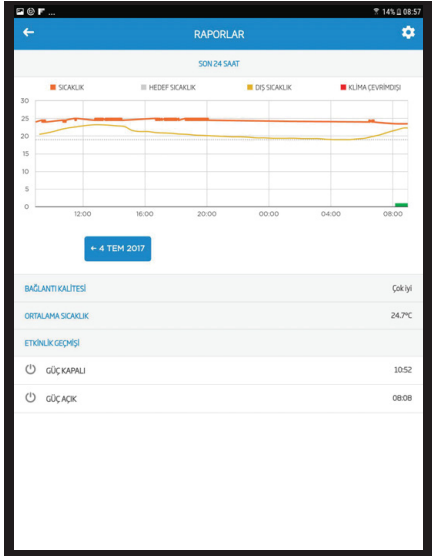 14% 08:57
RAPORLAR
SON 24 SAAT
SICAKLIK HEDEF SICAKLIK DIŞ SICAKLIK KLİMA ÇEVRİMDIŞI
30
25
20
15
10
5
0
12:00 16:00 20:00 00:00 04:00 08:00
← 4 TEM 2017
BAĞLANTI KALİTESİ Çok iyi
ORTALAMA SICAKLIK 24.7°C
ETKİNLİK GEÇMİŞİ
GÜÇ KAPALI 10:52
GÜÇ AÇIK 08:08